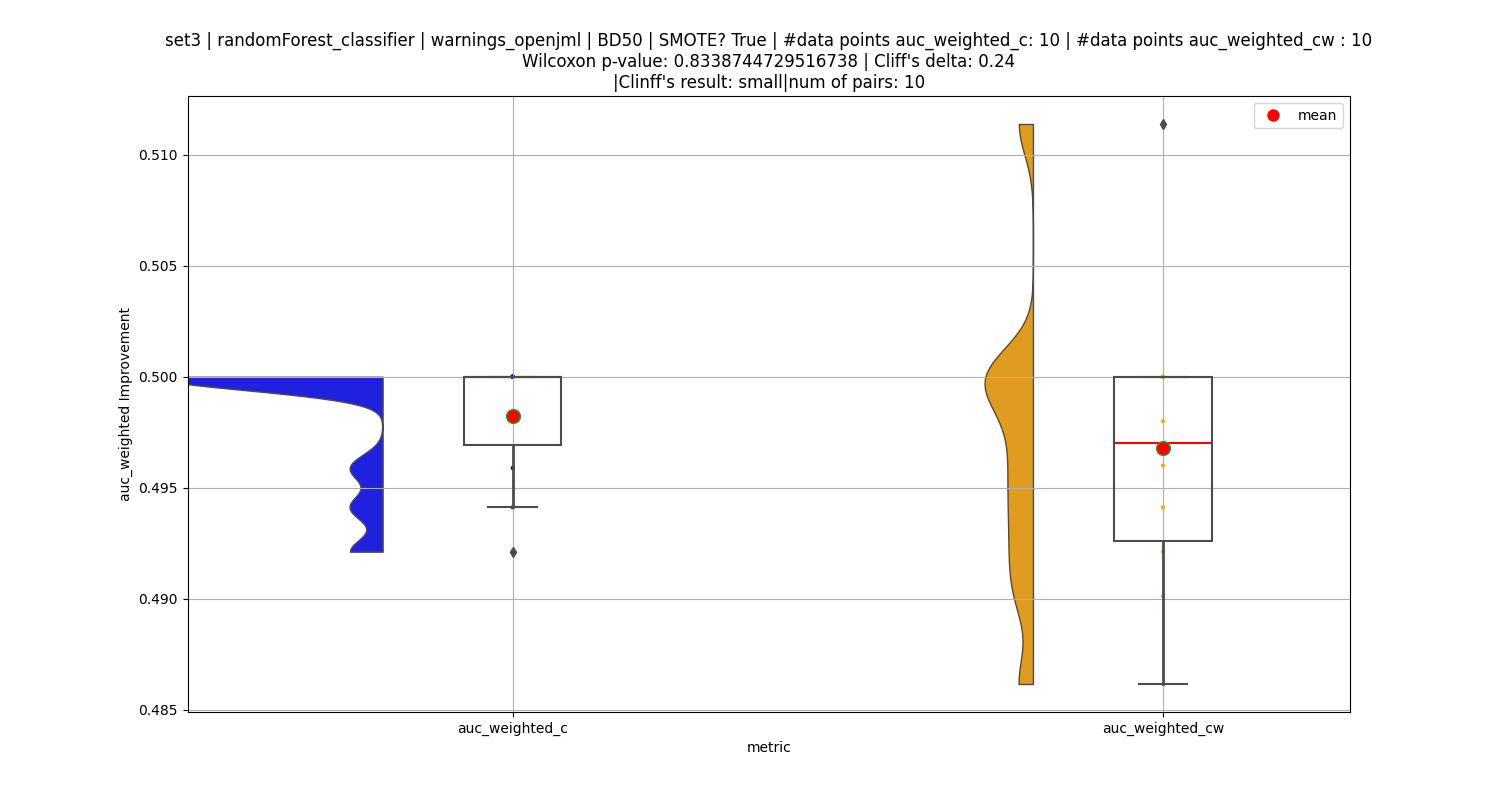 set3 | randomForest_classifier | warnings_openjml | BD50 | SMOTE? True | #data points auc_weighted_c: 10 | #data points auc_weighted_cw : 10
Wilcoxon p-value: 0.8338744729516738 | Cliff's delta: 0.24
|Clinff's result: small|num of pairs: 10
mean
0.510
0.505
0.500
0.495
0.490
0.485
auc_weighted Improvement
auc_weighted_c
auc_weighted_cw
metric